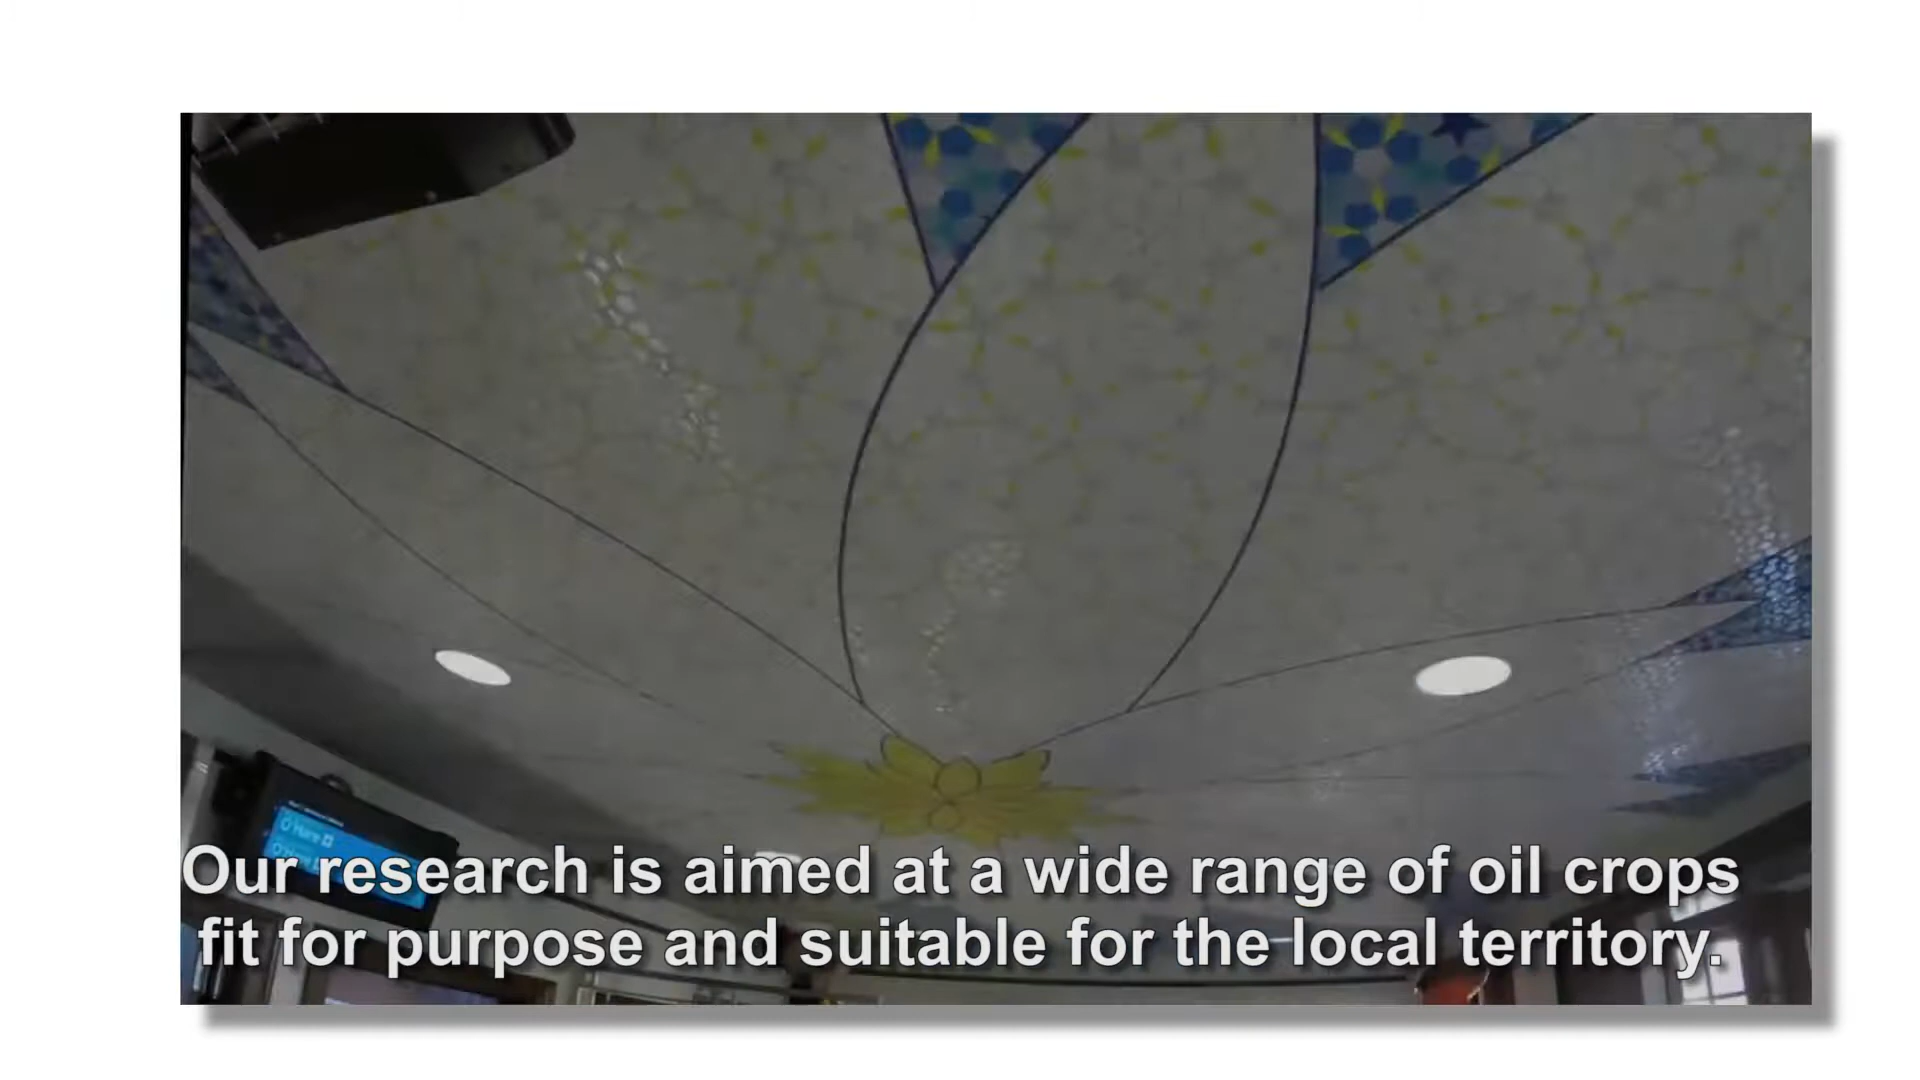 Our research is aimed at a wide range of oil crops
fit for purpose and suitable for the local territory.